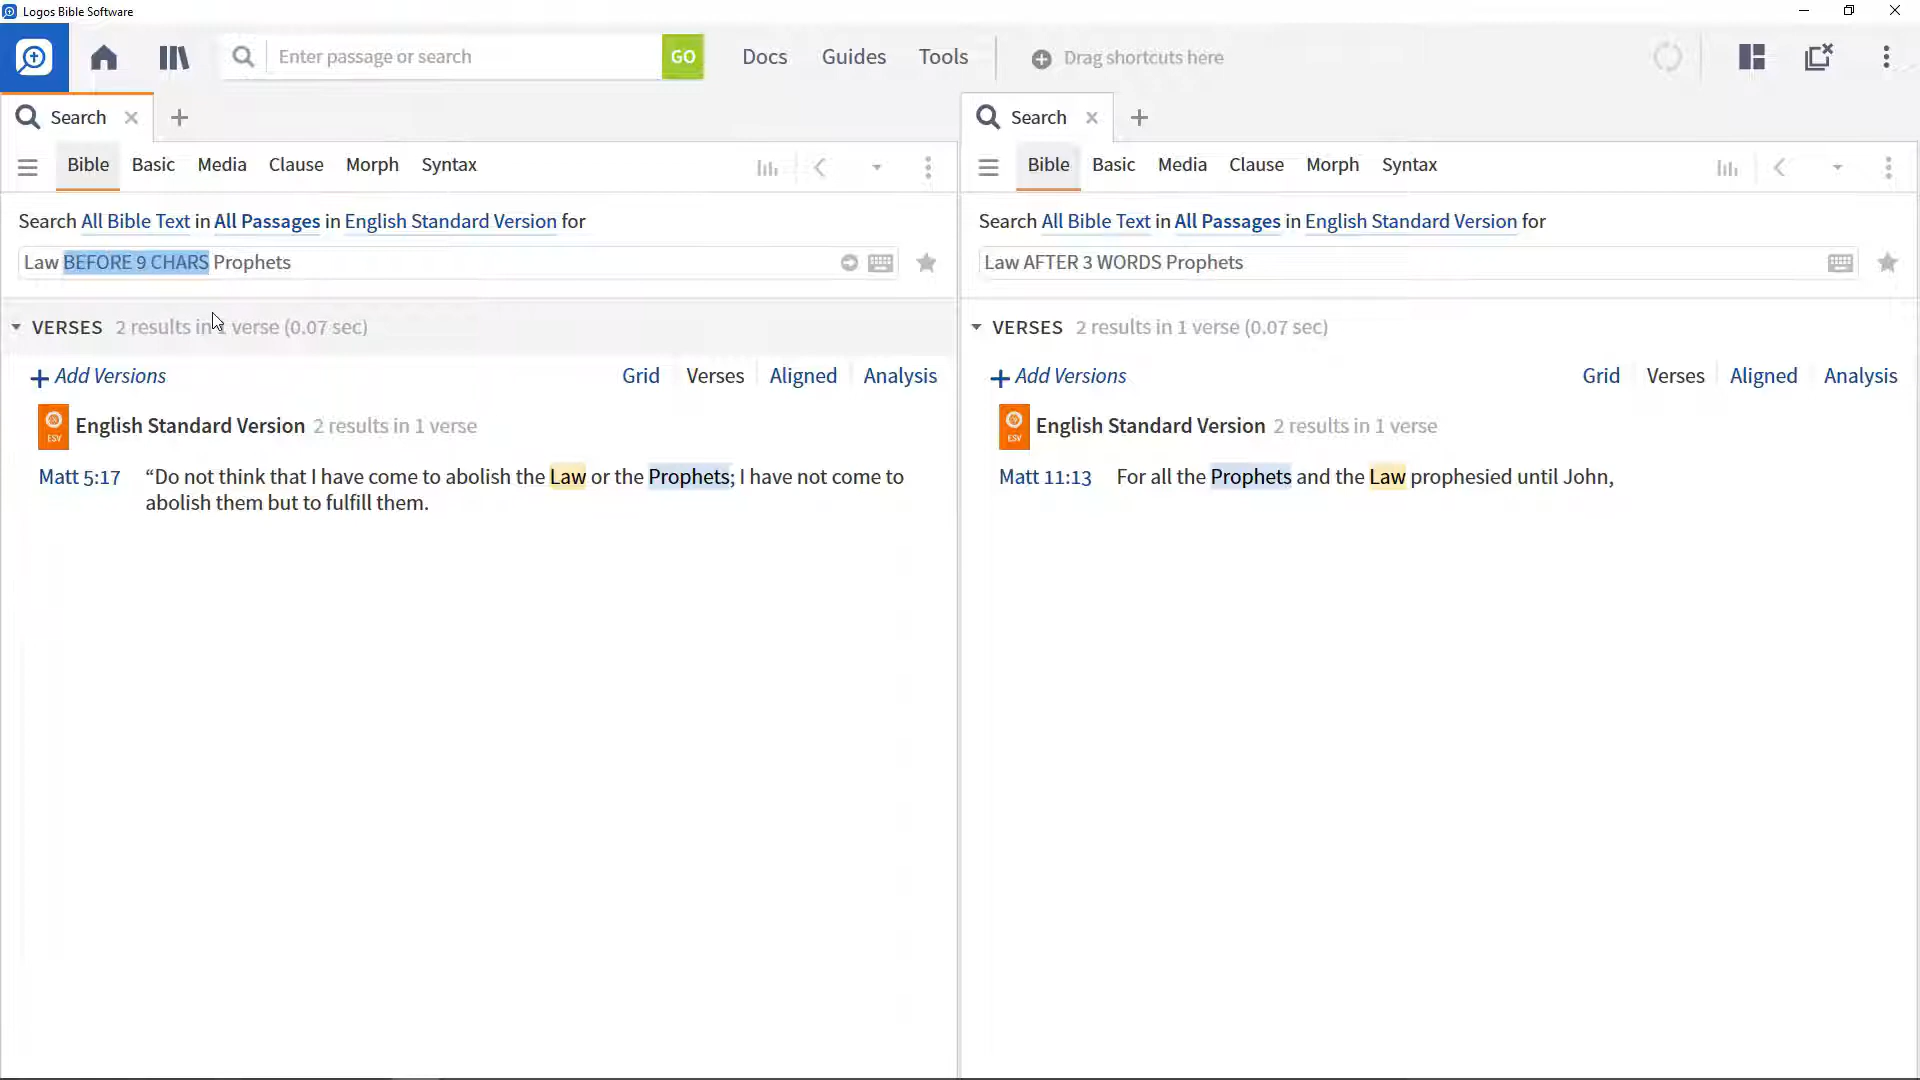 Logos Bible Software
Enter passage or search
GO
Docs
Guides
Tools
Drag shortcuts here
Search
Bible
Basic
Media
Clause
Morph
Syntax
Search All Bible Text in All Passages in English Standard Version for
Law BEFORE 9 CHARS Prophets
VERSES 2 results in 1 verse (0.07 sec)
Add Versions
Grid
Verses
Aligned
Analysis
ESV
English Standard Version 2 results in 1 verse
Matt 5:17 “Do not think that I have come to abolish the Law or the Prophets; I have not come to
abolish them but to fulfill them.
Search
Bible
Basic
Media
Clause
Morph
Syntax
Search All Bible Text in All Passages in English Standard Version for
Law AFTER 3 WORDS Prophets
VERSES 2 results in 1 verse (0.07 sec)
Add Versions
Grid
Verses
Aligned
Analysis
ESV
English Standard Version 2 results in 1 verse
Matt 11:13 For all the Prophets and the Law prophesied until John,